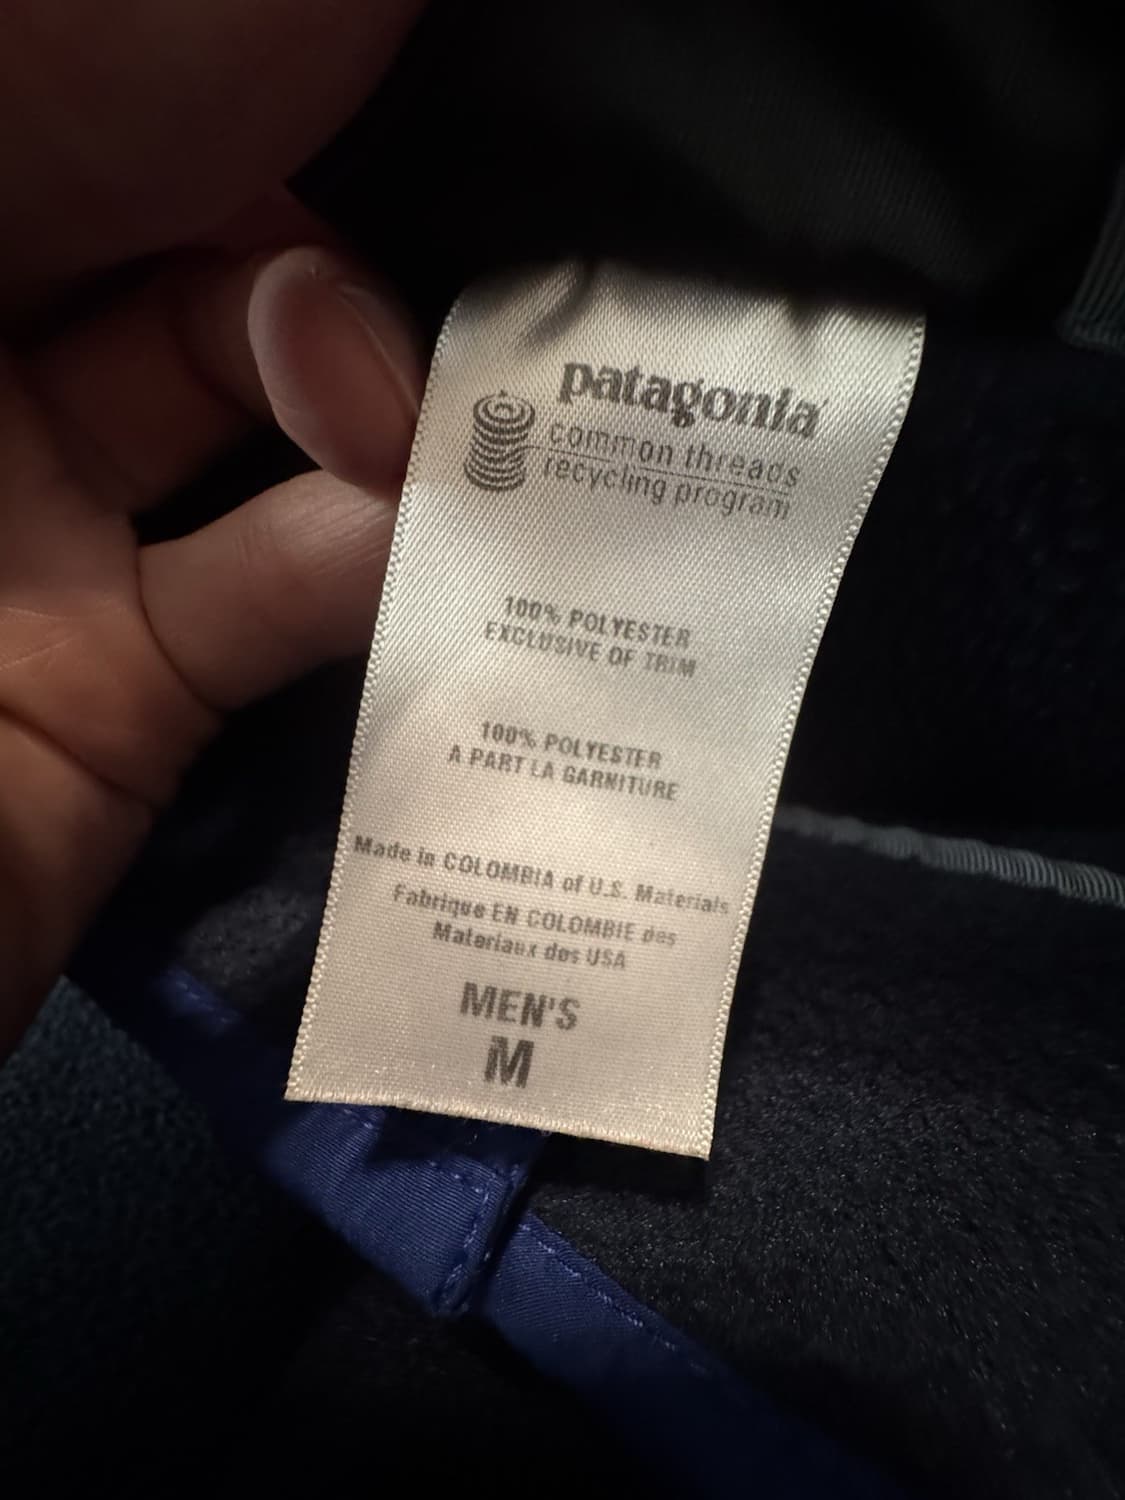 patagonia
common threads
recycling program
100% POLYESTER
EXCLUSIVE OF TRIM
100% POLYESTER
A PART LA GARNITURE
Made in COLOMBIA of U.S. Materials
Fabrique EN COLOMBIE des
Materiaux des USA
MEN'S
M